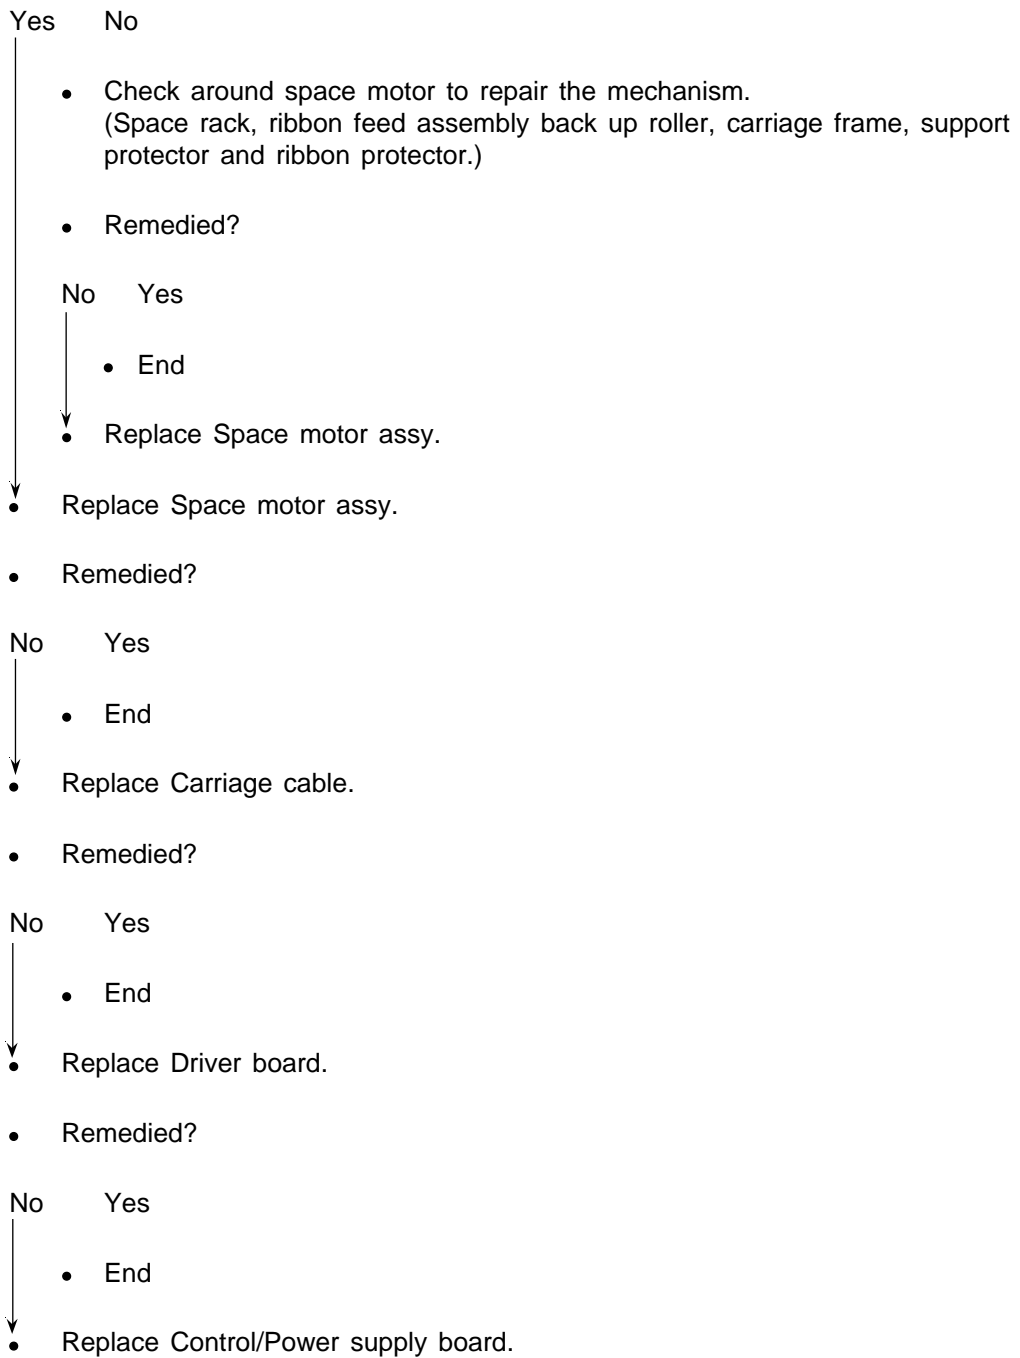 Yes No
• Check around space motor to repair the mechanism.
(Space rack, ribbon feed assembly back up roller, carriage frame, support
protector and ribbon protector.)
• Remedied?
No Yes
• End
• Replace Space motor assy.
• Replace Space motor assy.
• Remedied?
No Yes
• End
• Replace Carriage cable.
• Remedied?
No Yes
• End
• Replace Driver board.
• Remedied?
No Yes
• End
• Replace Control/Power supply board.